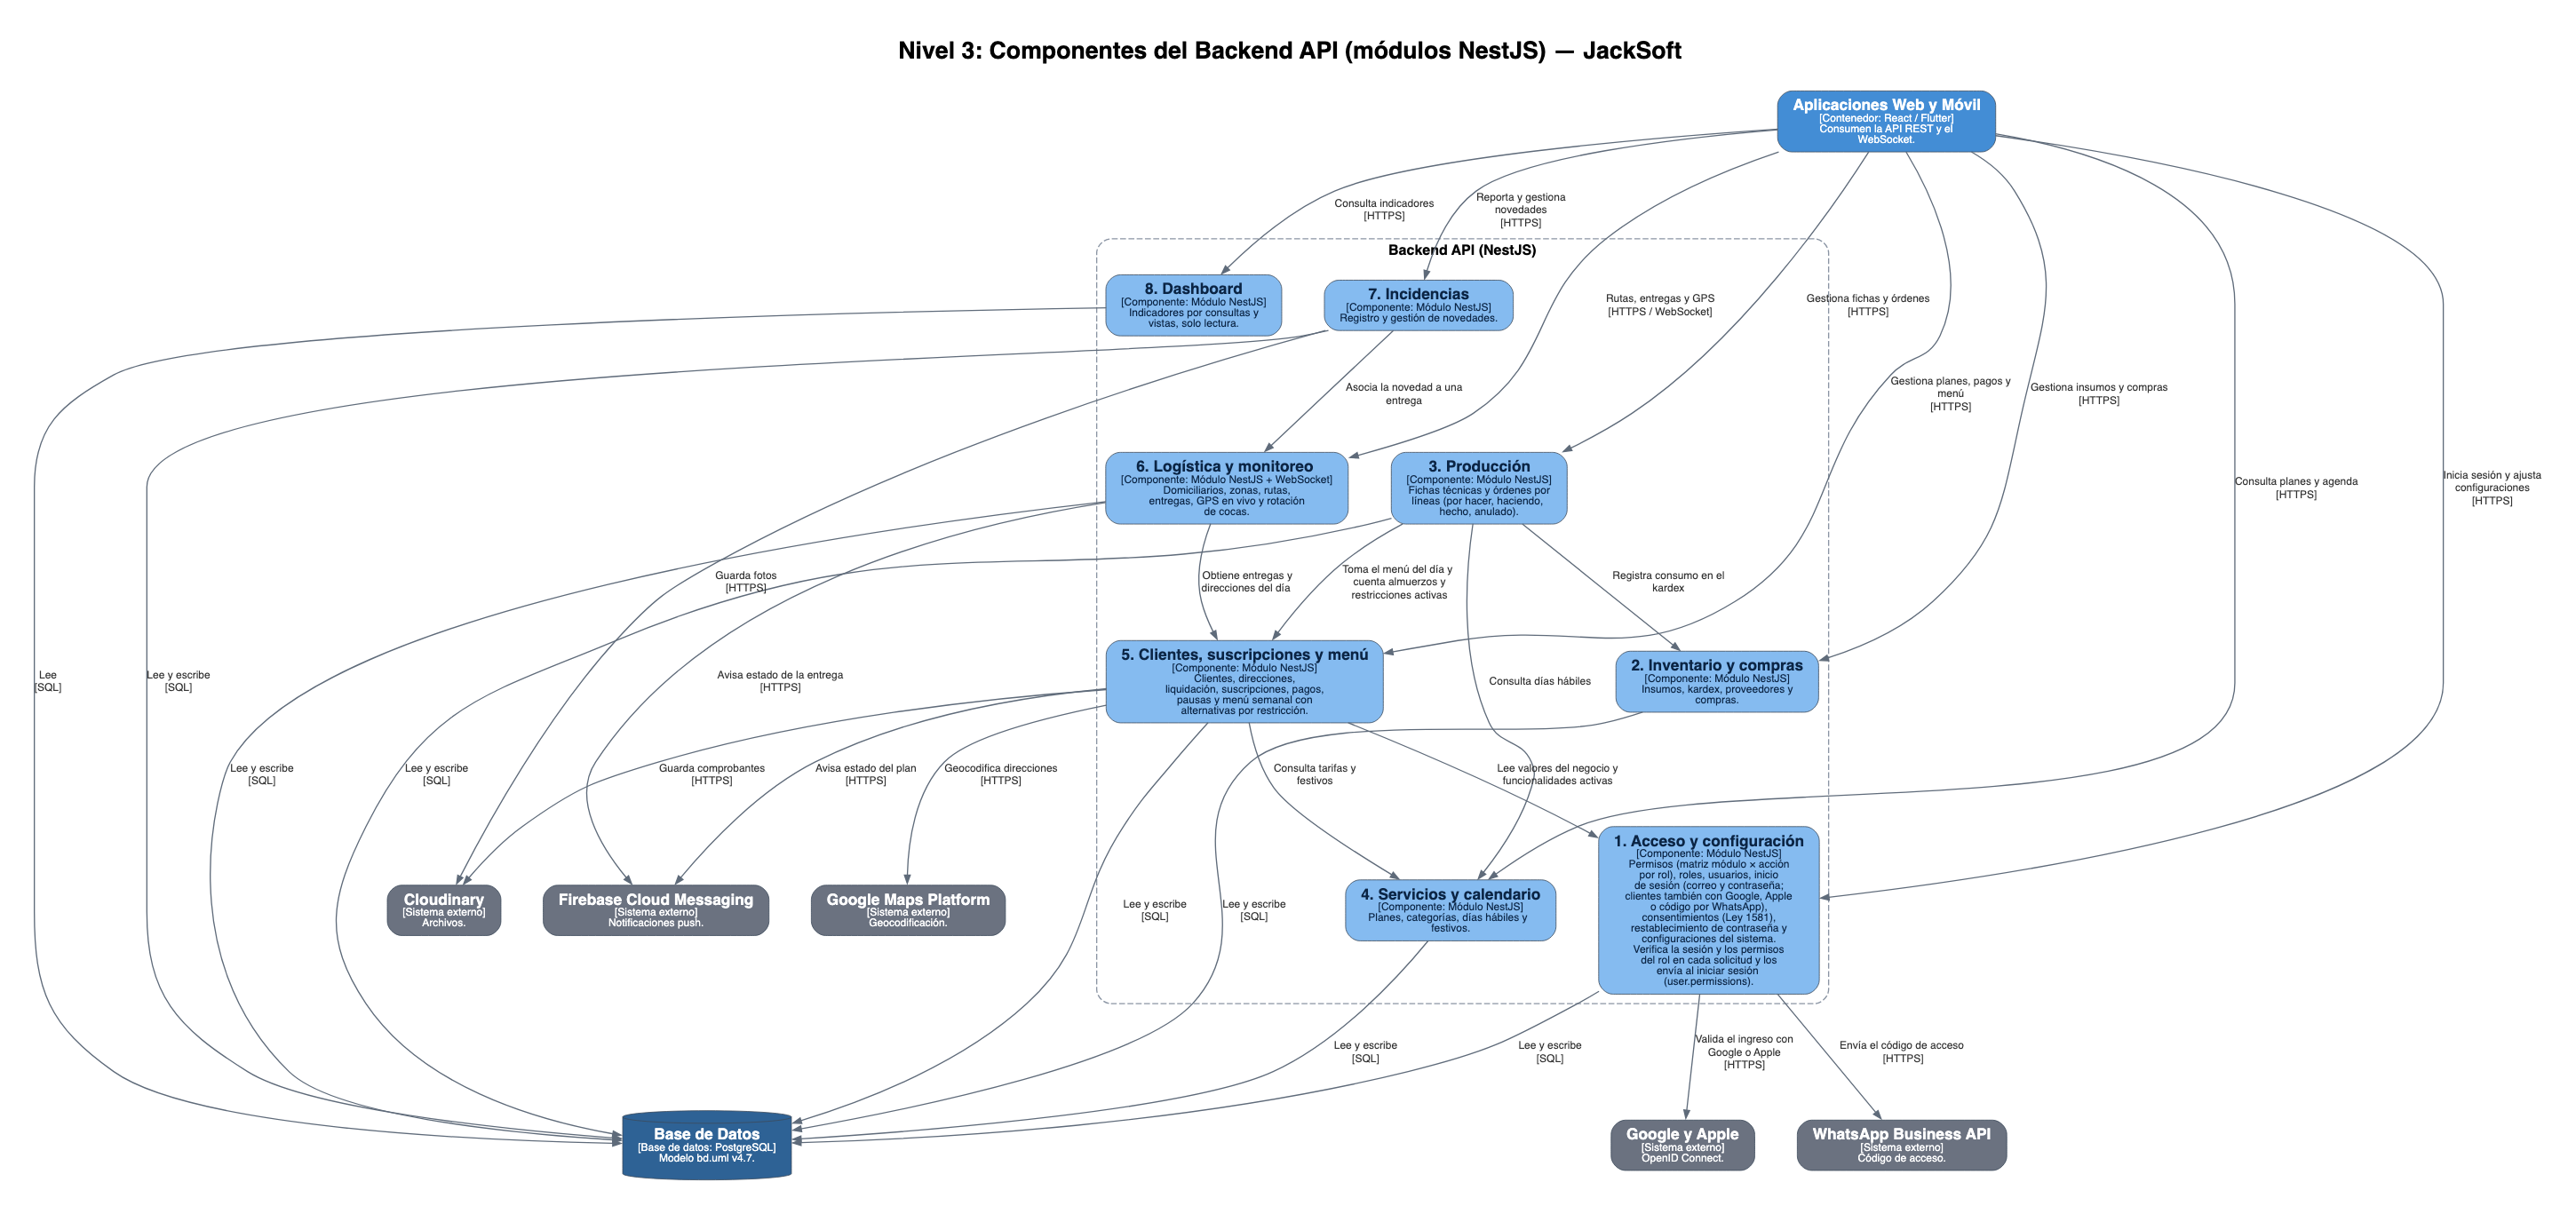 Nivel 3: Componentes del Backend API (módulos NestJS) — JackSoft
Aplicaciones Web y Móvil
[Contenedor: React / Flutter]
Consumen la API REST y el
WebSocket.
Consulta indicadores
[HTTPS]
Reporta y gestiona
novedades
[HTTPS]
Backend API (NestJS)
8. Dashboard
[Componente: Módulo NestJS]
Indicadores por consultas y
vistas, solo lectura.
7. Incidencias
[Componente: Módulo NestJS]
Registro y gestión de novedades.
Rutas, entregas y GPS
[HTTPS / WebSocket]
Gestiona fichas y órdenes
[HTTPS]
Asocia la novedad a una
entrega
Gestiona planes, pagos y
menú
[HTTPS]
Gestiona insumos y compras
[HTTPS]
6. Logística y monitoreo
[Componente: Módulo NestJS + WebSocket]
Domiciliarios, zonas, rutas,
entregas, GPS en vivo y rotación
de cocas.
3. Producción
[Componente: Módulo NestJS]
Fichas técnicas y órdenes por
líneas (por hacer, haciendo,
hecho, anulado).
Consulta planes y agenda
[HTTPS]
Inicia sesión y ajusta
configuraciones
[HTTPS]
Guarda fotos
[HTTPS]
Obtiene entregas y
direcciones del día
Toma el menú del día y
cuenta almuerzos y
restricciones activas
Registra consumo en el
kardex
Lee
[SQL]
Lee y escribe
[SQL]
Avisa estado de la entrega
[HTTPS]
5. Clientes, suscripciones y menú
[Componente: Módulo NestJS]
Clientes, direcciones,
liquidación, suscripciones, pagos,
pausas y menú semanal con
alternativas por restricción.
Consulta días hábiles
2. Inventario y compras
[Componente: Módulo NestJS]
Insumos, kardex, proveedores y
compras.
Lee y escribe
[SQL]
Lee y escribe
[SQL]
Guarda comprobantes
[HTTPS]
Avisa estado del plan
[HTTPS]
Geocodifica direcciones
[HTTPS]
Consulta tarifas y
festivos
Lee valores del negocio y
funcionalidades activas
Cloudinary
[Sistema externo]
Archivos.
Firebase Cloud Messaging
[Sistema externo]
Notificaciones push.
Google Maps Platform
[Sistema externo]
Geocodificación.
Lee y escribe
[SQL]
Lee y escribe
[SQL]
4. Servicios y calendario
[Componente: Módulo NestJS]
Planes, categorías, días hábiles y
festivos.
1. Acceso y configuración
[Componente: Módulo NestJS]
Permisos (matriz módulo × acción
por rol), roles, usuarios, inicio
de sesión (correo y contraseña;
clientes también con Google, Apple
o código por WhatsApp),
consentimientos (Ley 1581),
restablecimiento de contraseña y
configuraciones del sistema.
Verifica la sesión y los permisos
del rol en cada solicitud y los
envía al iniciar sesión
(user.permissions).
Lee y escribe
[SQL]
Lee y escribe
[SQL]
Valida el ingreso con
Google o Apple
[HTTPS]
Envía el código de acceso
[HTTPS]
Base de Datos
[Base de datos: PostgreSQL]
Modelo bd.uml v4.7.
Google y Apple
[Sistema externo]
OpenID Connect.
WhatsApp Business API
[Sistema externo]
Código de acceso.